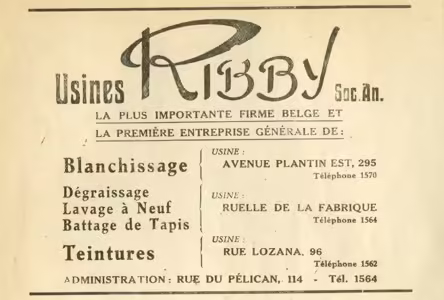 Usines RIBBY Soc. An.
LA PLUS IMPORTANTE FIRME BELGE ET
LA PREMIÈRE ENTREPRISE GÉNÉRALE DE :
Blanchissage
USINE :
AVENUE PLANTIN EST, 295
Téléphone 1570
Dégraissage
Lavage à Neuf
Battage de Tapis
USINE :
RUELLE DE LA FABRIQUE
Téléphone 1564
Teintures
USINE :
RUE LOZANA, 96
Téléphone 1562
ADMINISTRATION : RUE DU PÉLICAN, 114 - Tél. 1564